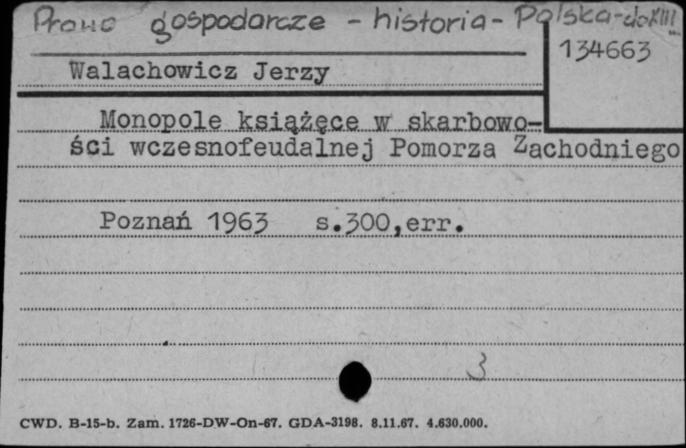 Prawo gospodarcze - historia - Polska - do XIII
134663
Walachowicz Jerzy
Monopole książęce w skarbowo-
ści wczesnofeudalnej Pomorza Zachodniego
Poznań 1963 s.300,err.
3
CWD. B-15-b. Zam. 1726-DW-On-67. GDA-3198. 8.11.67. 4.630.000.